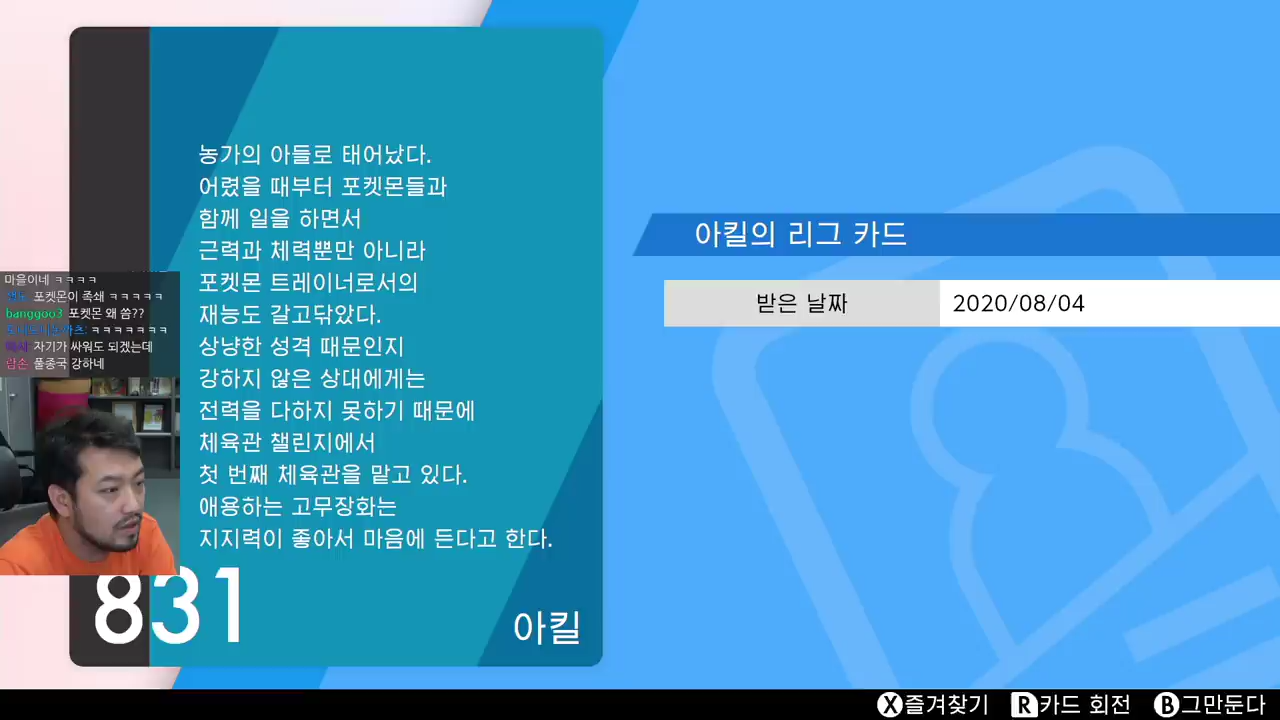 농가의 아들로 태어났다.
어렸을 때부터 포켓몬들과
함께 일을 하면서
근력과 체력뿐만 아니라
포켓몬 트레이너로서의
재능도 갈고닦았다.
상냥한 성격 때문인지
강하지 않은 상대에게는
전력을 다하지 못하기 때문에
체육관 챌린지에서
첫 번째 체육관을 맡고 있다.
애용하는 고무장화는
지지력이 좋아서 마음에 든다고 한다.
831
아킬
아킬의 리그 카드
받은 날짜 2020/08/04
마을이네 ㅋㅋㅋㅋ
포켓몬이 족쇄 ㅋㅋㅋㅋㅋ
banggoo3 포켓몬 왜 씀??
ㅋㅋㅋㅋㅋㅋㅋ
자기가 싸워도 되겠는데
람손 풀종국 강하네
X즐겨찾기 R카드 회전 B그만둔다